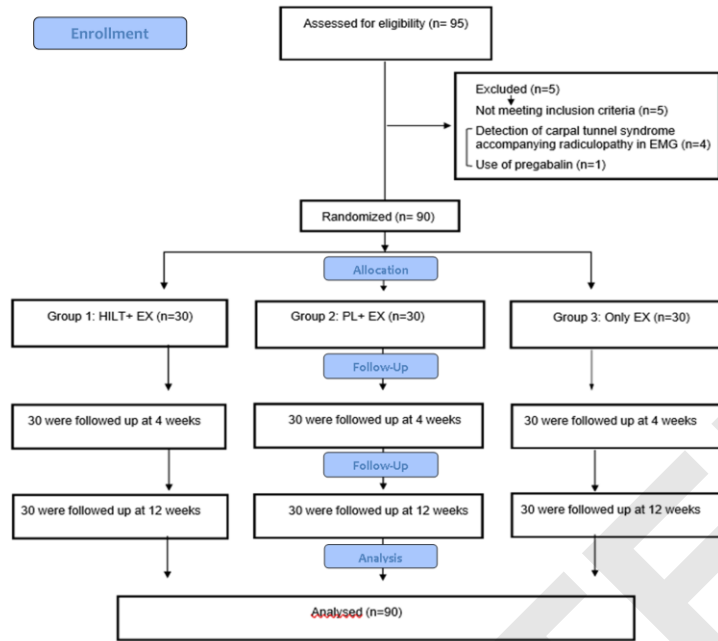 Enrollment
Assessed for eligibility (n= 95)
Excluded (n=5)
Not meeting inclusion criteria (n=5)
Detection of carpal tunnel syndrome
accompanying radiculopathy in EMG (n=4)
Use of pregabalin (n=1)
Randomized (n= 90)
Allocation
Group 1: HILT+ EX (n=30)
Group 2: PL+ EX (n=30)
Group 3: Only EX (n=30)
Follow-Up
30 were followed up at 4 weeks
30 were followed up at 4 weeks
30 were followed up at 4 weeks
Follow-Up
30 were followed up at 12 weeks
30 were followed up at 12 weeks
30 were followed up at 12 weeks
Analysis
Analysed (n=90)